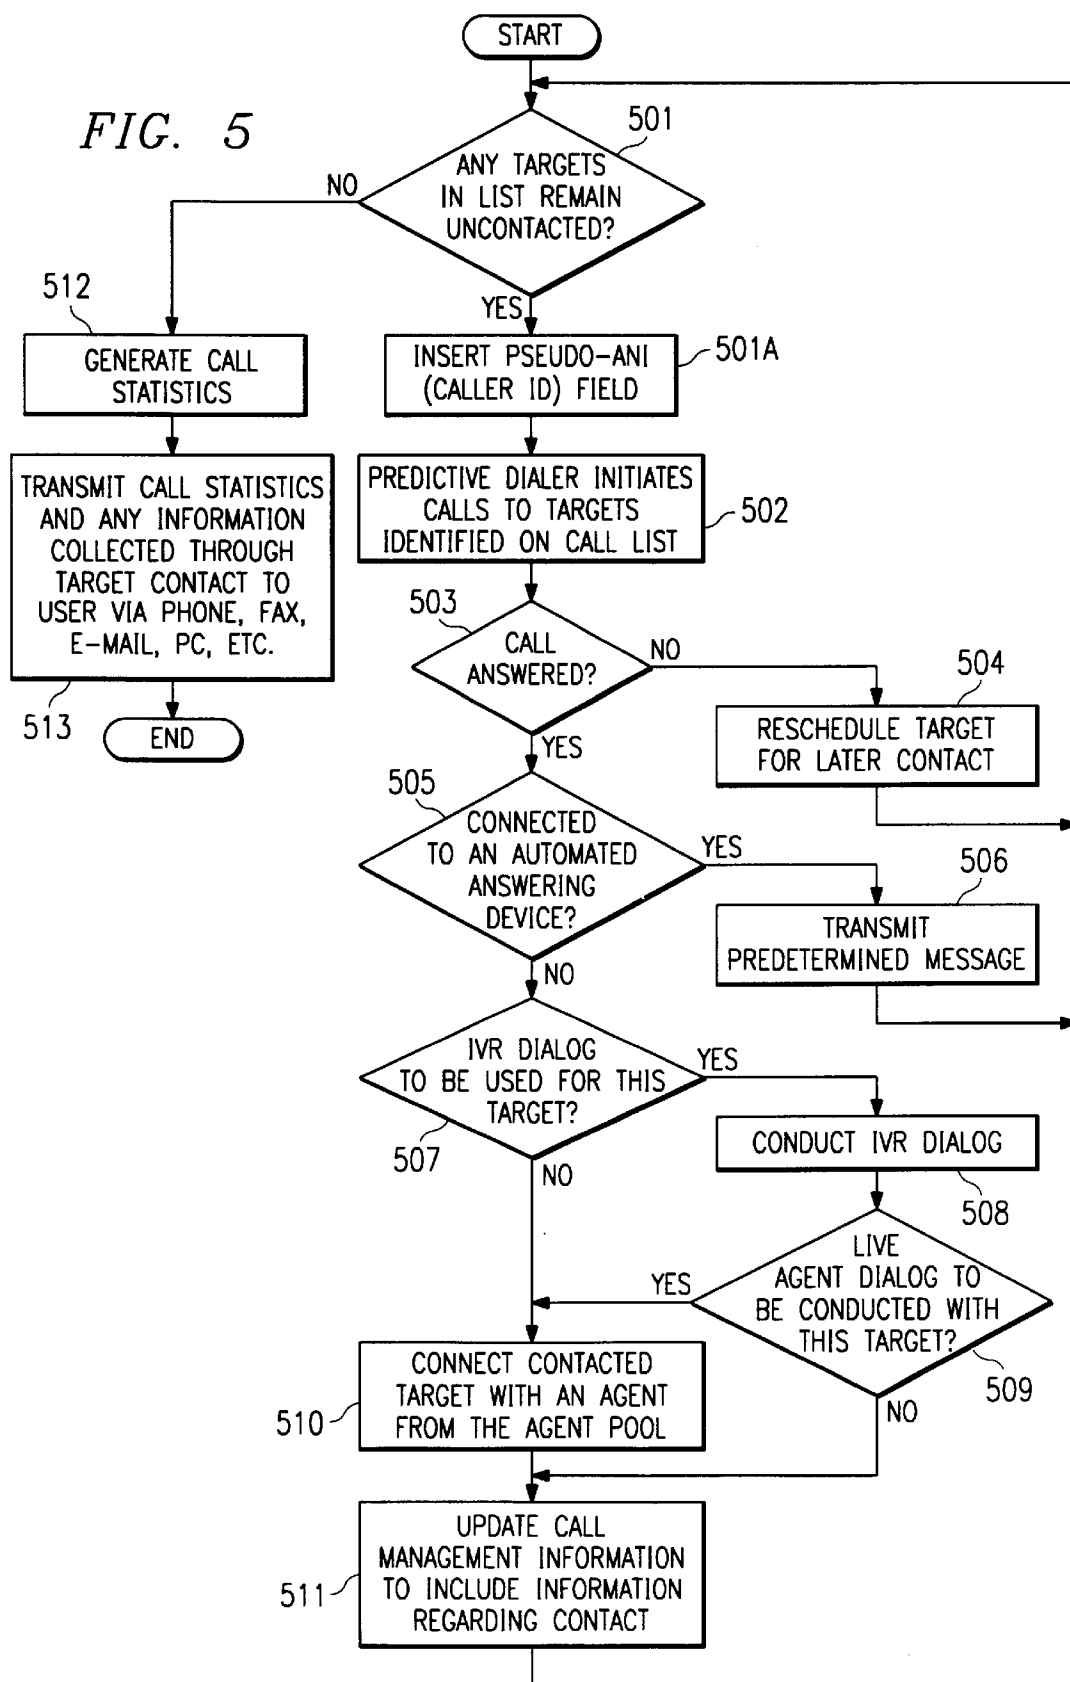 START
FIG. 5
501
ANY TARGETS
IN LIST REMAIN
UNCONTACTED?
NO
YES
512
GENERATE CALL
STATISTICS
INSERT PSEUDO-ANI
(CALLER ID) FIELD
501A
TRANSMIT CALL STATISTICS
AND ANY INFORMATION
COLLECTED THROUGH
TARGET CONTACT TO
USER VIA PHONE, FAX,
E-MAIL, PC, ETC.
513
END
PREDICTIVE DIALER INITIATES
CALLS TO TARGETS
IDENTIFIED ON CALL LIST
502
503
CALL
ANSWERED?
NO
YES
504
RESCHEDULE TARGET
FOR LATER CONTACT
505
CONNECTED
TO AN AUTOMATED
ANSWERING
DEVICE?
YES
NO
506
TRANSMIT
PREDETERMINED MESSAGE
IVR DIALOG
TO BE USED FOR THIS
TARGET?
507
YES
NO
CONDUCT IVR DIALOG
508
LIVE
AGENT DIALOG TO
BE CONDUCTED WITH
THIS TARGET?
509
YES
NO
CONNECT CONTACTED
TARGET WITH AN AGENT
FROM THE AGENT POOL
510
UPDATE CALL
MANAGEMENT INFORMATION
TO INCLUDE INFORMATION
REGARDING CONTACT
511